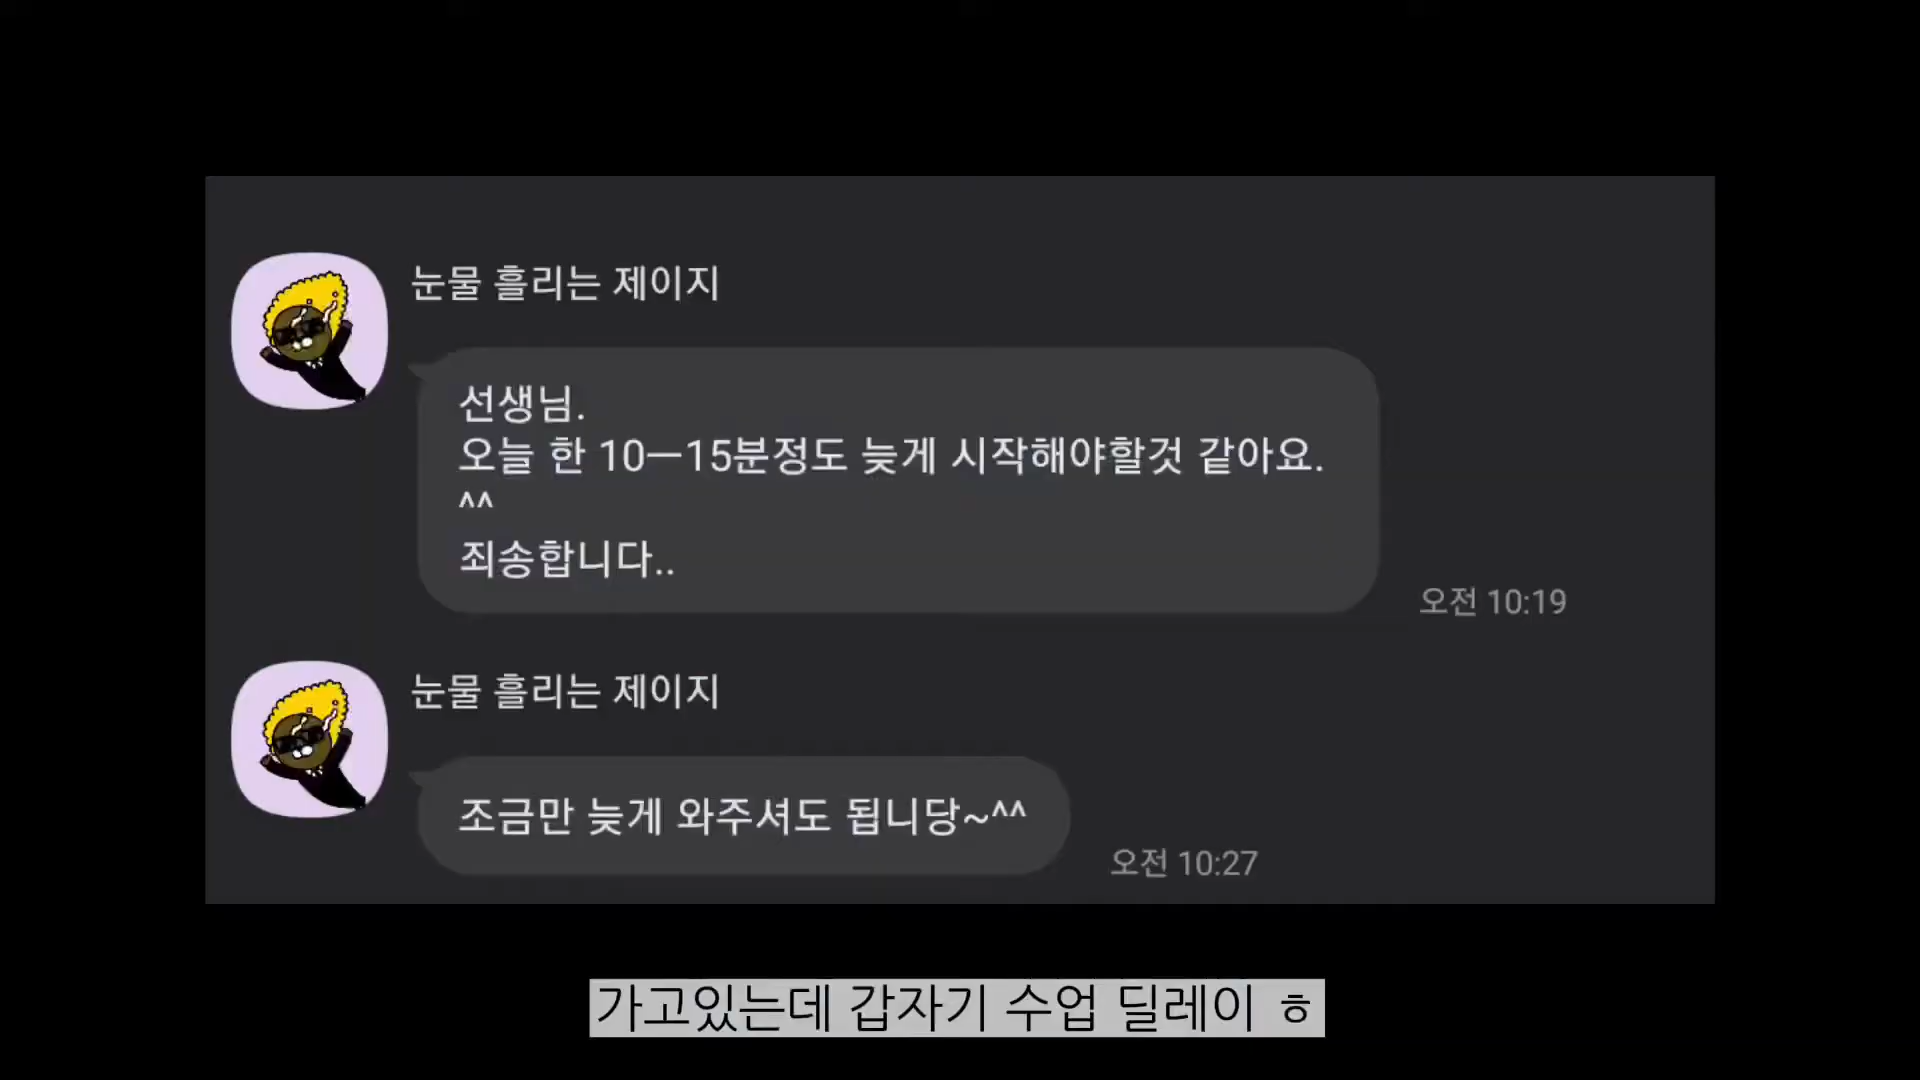 눈물 흘리는 제이지
선생님.
오늘 한 10ㅡ15분정도 늦게 시작해야할것 같아요.
^^
죄송합니다..
오전 10:19
눈물 흘리는 제이지
조금만 늦게 와주셔도 됩니당~^^
오전 10:27
가고있는데 갑자기 수업 딜레이 ㅎ